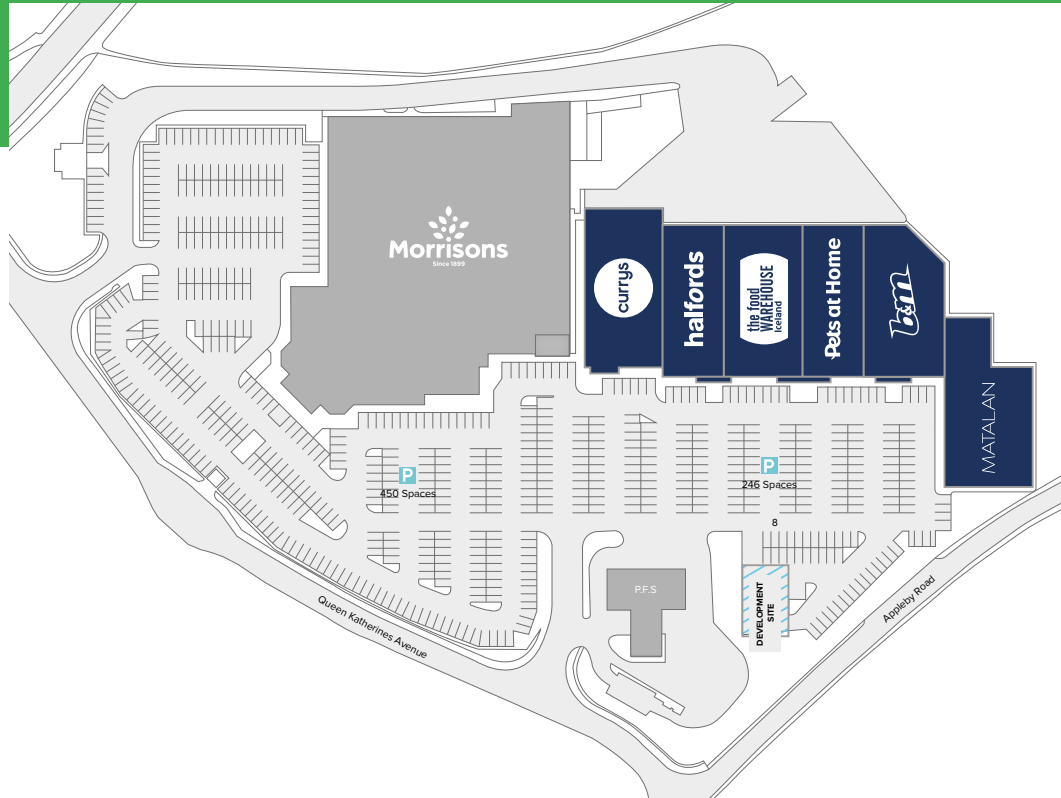 Morrisons
Since 1899
currys
halfords
the food
WAREHOUSE
Iceland
Pets at Home
b&m
MATALAN
P
450 Spaces
P
246 Spaces
8
P.F.S
DEVELOPMENT
SITE
Appleby Road
Queen Katherines Avenue